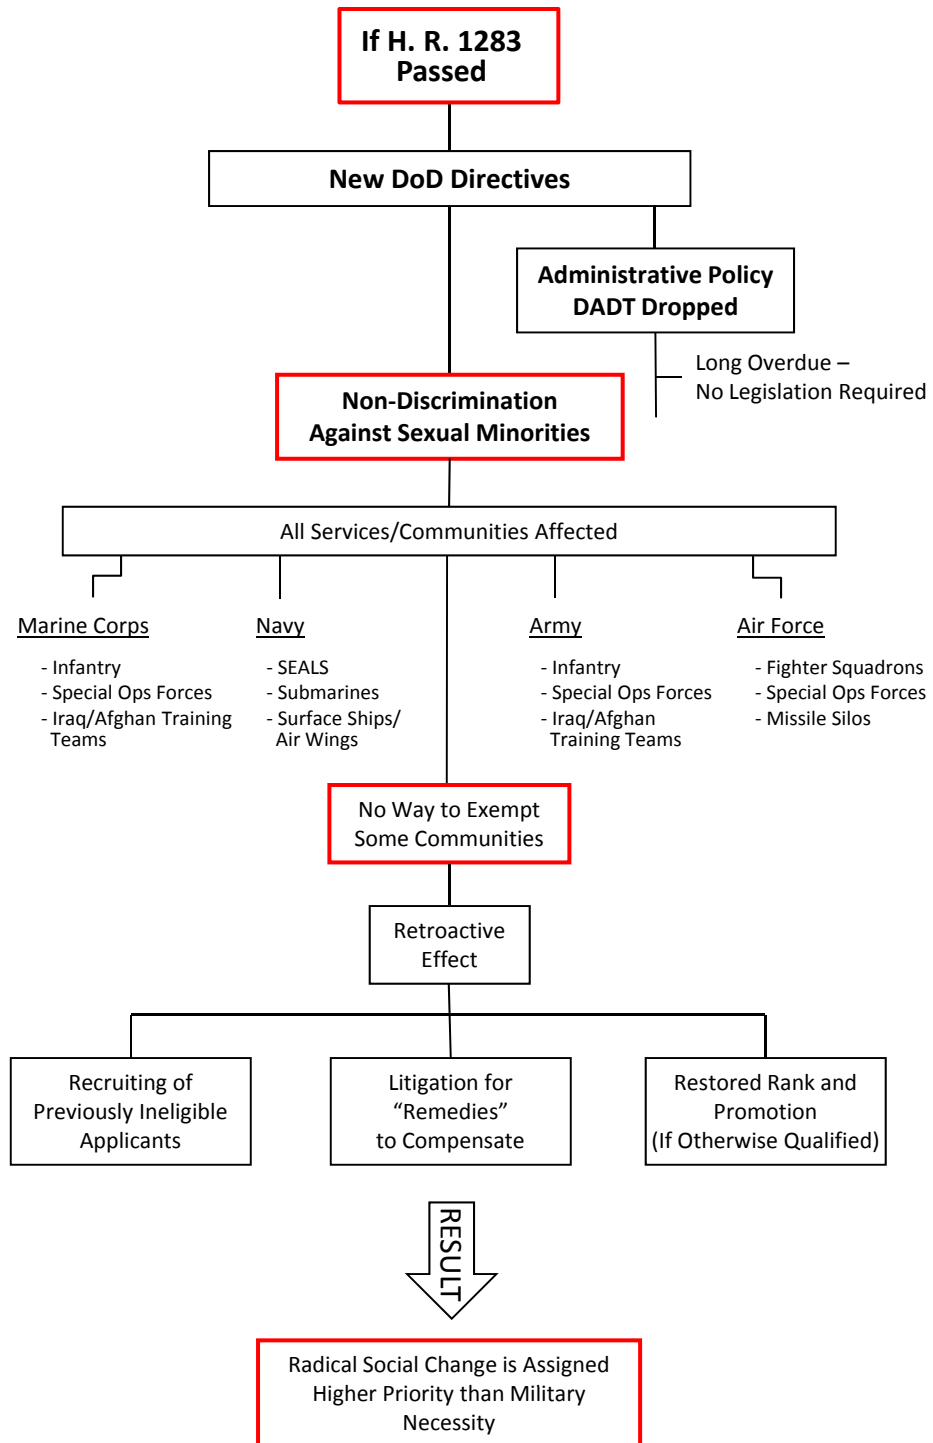 If H. R. 1283
Passed
New DoD Directives
Administrative Policy
DADT Dropped
Long Overdue –
No Legislation Required
Non-Discrimination
Against Sexual Minorities
All Services/Communities Affected
Marine Corps
- Infantry
- Special Ops Forces
- Iraq/Afghan Training
Teams
Navy
- SEALS
- Submarines
- Surface Ships/
Air Wings
Army
- Infantry
- Special Ops Forces
- Iraq/Afghan
Training Teams
Air Force
- Fighter Squadrons
- Special Ops Forces
- Missile Silos
No Way to Exempt
Some Communities
Retroactive
Effect
Recruiting of
Previously Ineligible
Applicants
Litigation for
“Remedies”
to Compensate
Restored Rank and
Promotion
(If Otherwise Qualified)
RESULT
Radical Social Change is Assigned
Higher Priority than Military
Necessity